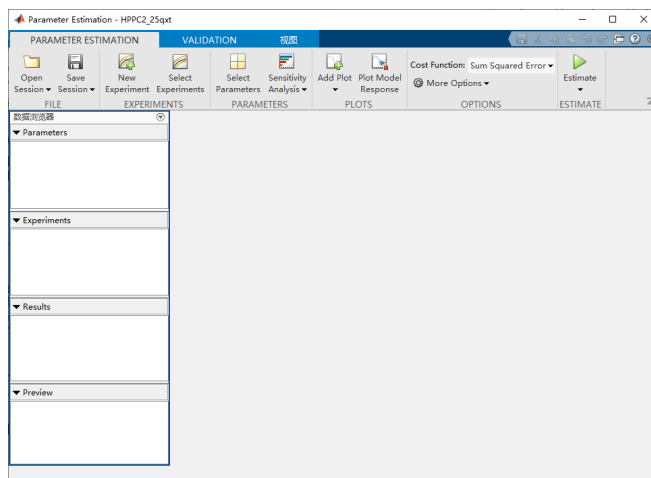 Parameter Estimation - HPPC2_25qxt
PARAMETER ESTIMATION VALIDATION 视图
Open Session Save Session New Experiment Select Experiments Select Parameters Sensitivity Analysis Add Plot Plot Model Response Cost Function: Sum Squared Error Estimate
More Options
FILE EXPERIMENTS PARAMETERS PLOTS OPTIONS ESTIMATE
数据浏览器
Parameters
Experiments
Results
Preview